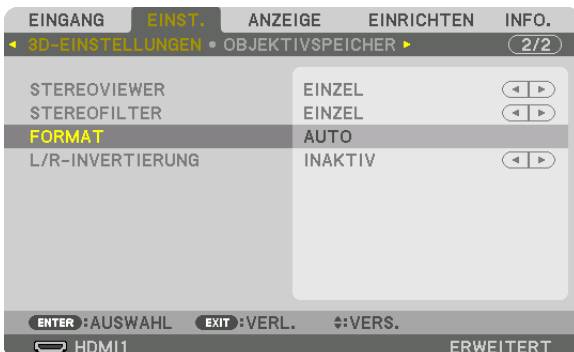 EINGANG EINST. ANZEIGE EINRICHTEN INFO.
3D-EINSTELLUNGEN • OBJEKTIVSPEICHER 2/2
STEREOVIEWER EINZEL
STEREOFILTER EINZEL
FORMAT AUTO
L/R-INVERTIERUNG INAKTIV
ENTER :AUSWAHL EXIT :VERL. :VERS.
HDMI1 ERWEITERT